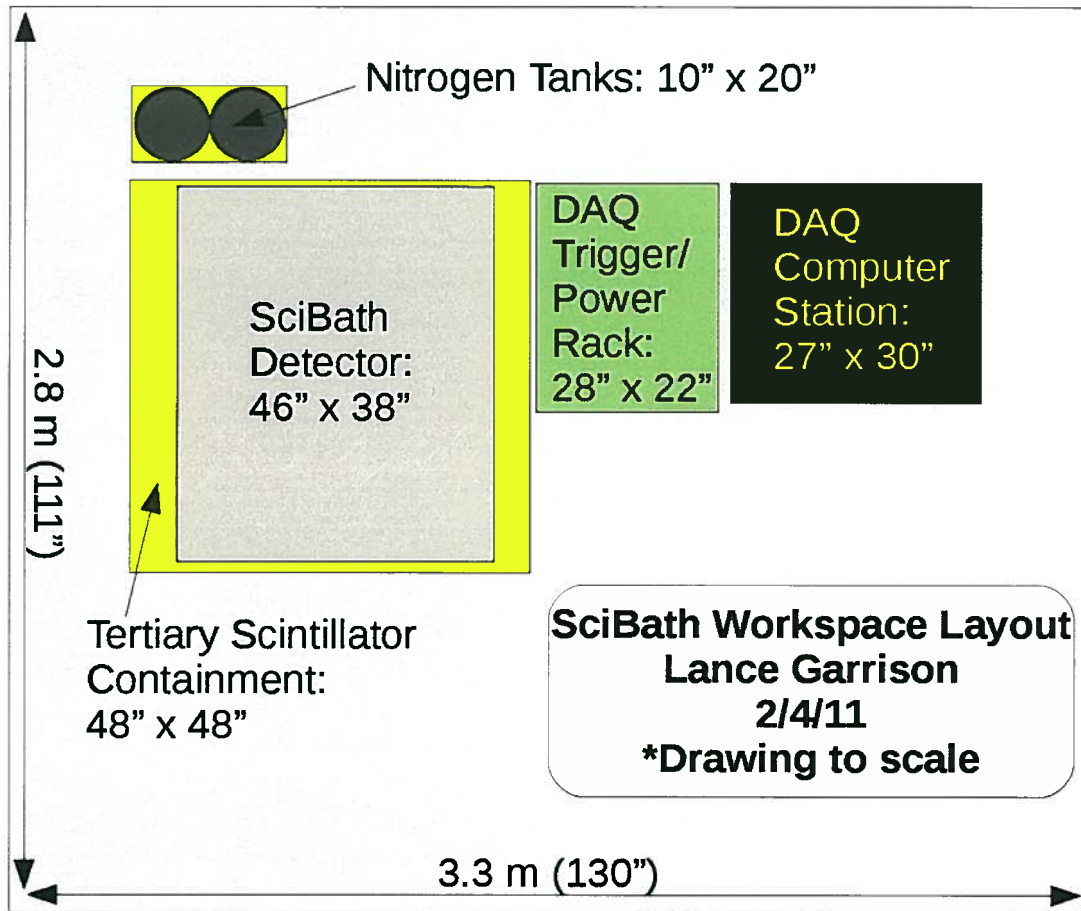 Nitrogen Tanks: 10” x 20”
DAQ
Trigger/
Power
Rack:
28” x 22”
DAQ
Computer
Station:
27” x 30”
SciBath
Detector:
46” x 38”
2.8 m (111”)
Tertiary Scintillator
Containment:
48” x 48”
SciBath Workspace Layout
Lance Garrison
2/4/11
*Drawing to scale
3.3 m (130”)